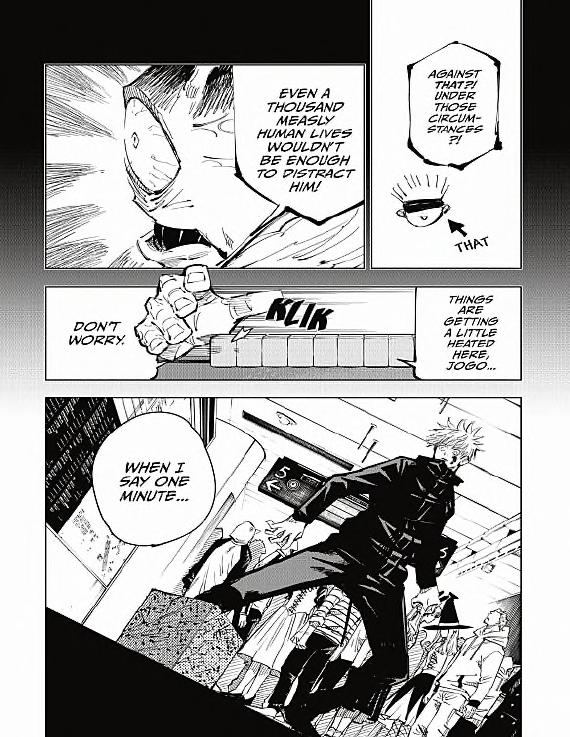 AGAINST
THAT?!
UNDER
THOSE
CIRCUM-
STANCES
?!
THAT
EVEN A
THOUSAND
MEASLY
HUMAN LIVES
WOULDN'T
BE ENOUGH
TO DISTRACT
HIM!
THINGS
ARE
GETTING
A LITTLE
HEATED
HERE,
JOGO...
KLIK
DON'T
WORRY.
WHEN I
SAY ONE
MINUTE...
5
5